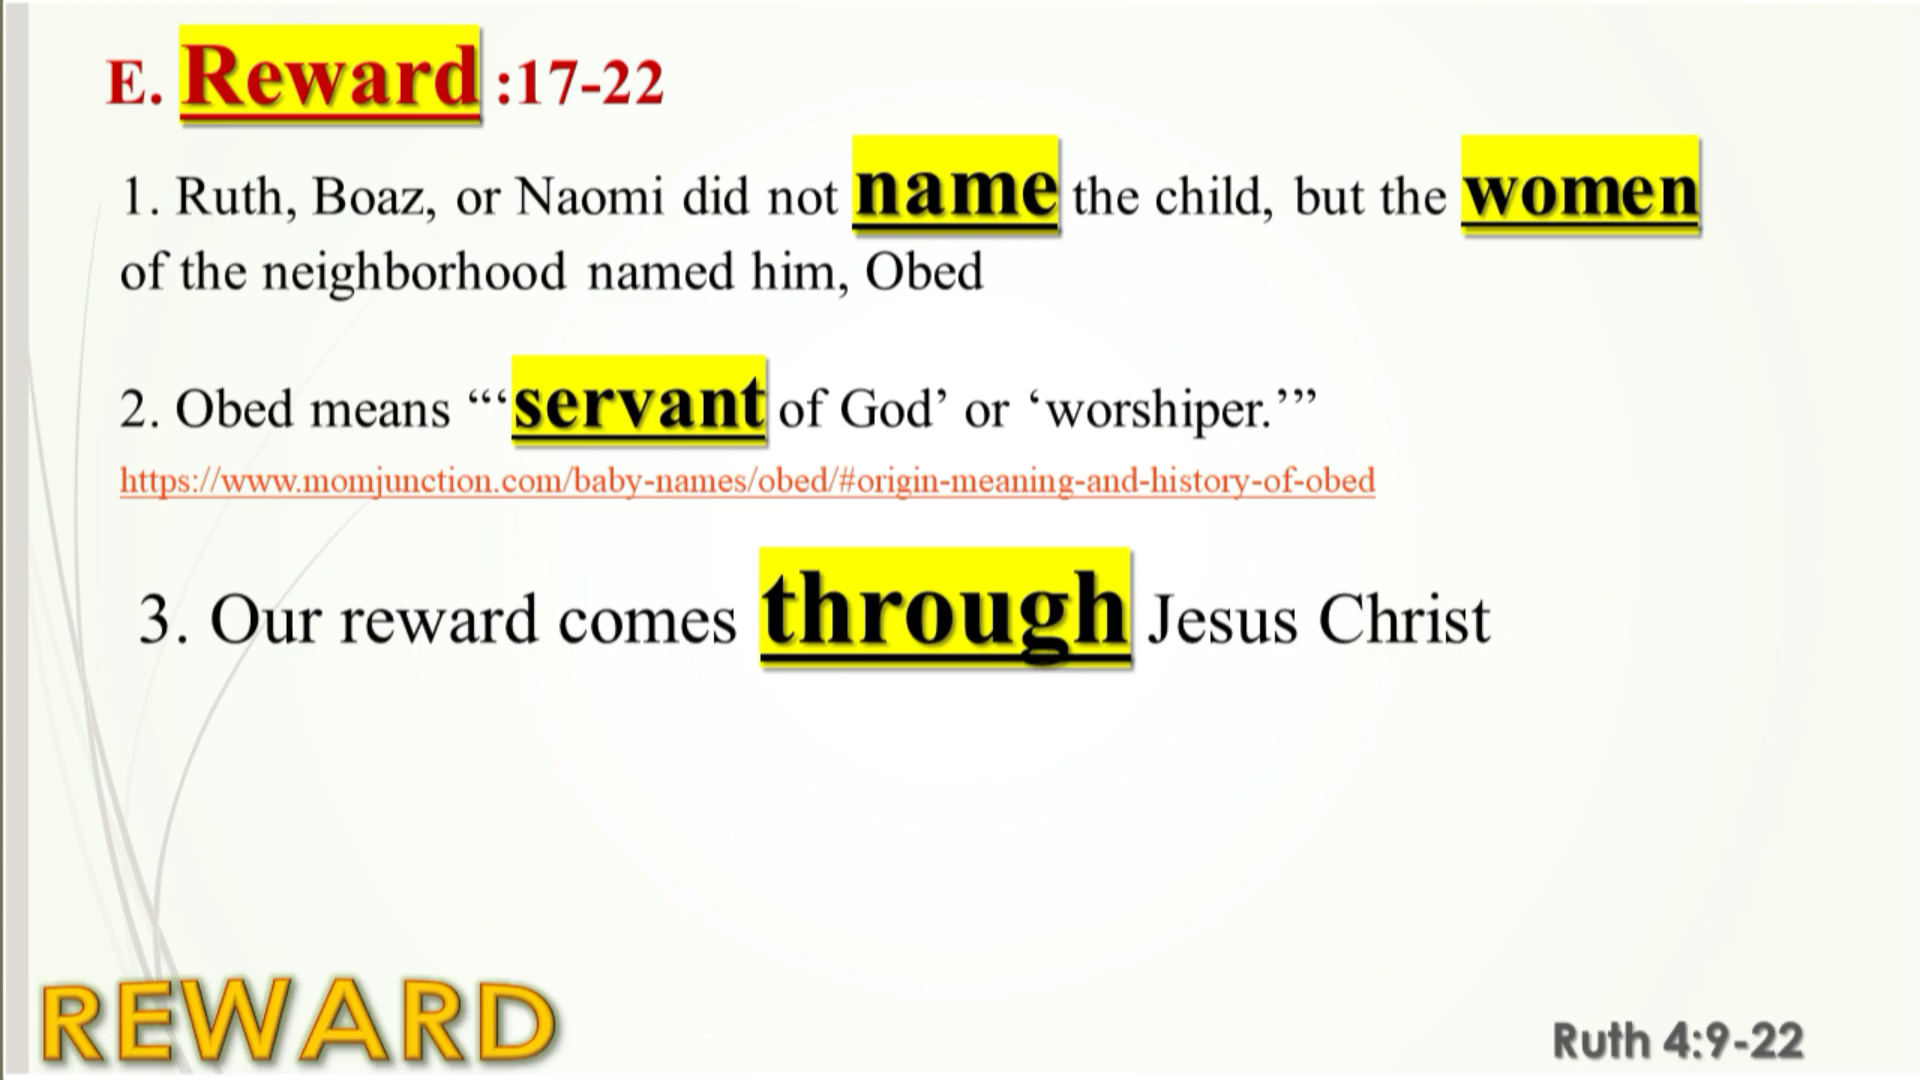 E. Reward :17-22
1. Ruth, Boaz, or Naomi did not name the child, but the women
of the neighborhood named him, Obed
2. Obed means “‘servant of God’ or ‘worshiper.’”
https://www.momjunction.com/baby-names/obed/#origin-meaning-and-history-of-obed
3. Our reward comes through Jesus Christ
REWARD
Ruth 4:9-22